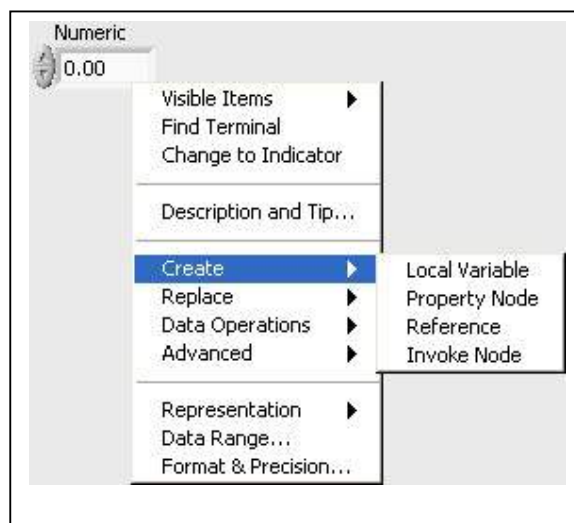 Numeric
0.00
Visible Items
Find Terminal
Change to Indicator
Description and Tip...
Create
Replace
Data Operations
Advanced
Representation
Data Range...
Format & Precision...
Local Variable
Property Node
Reference
Invoke Node